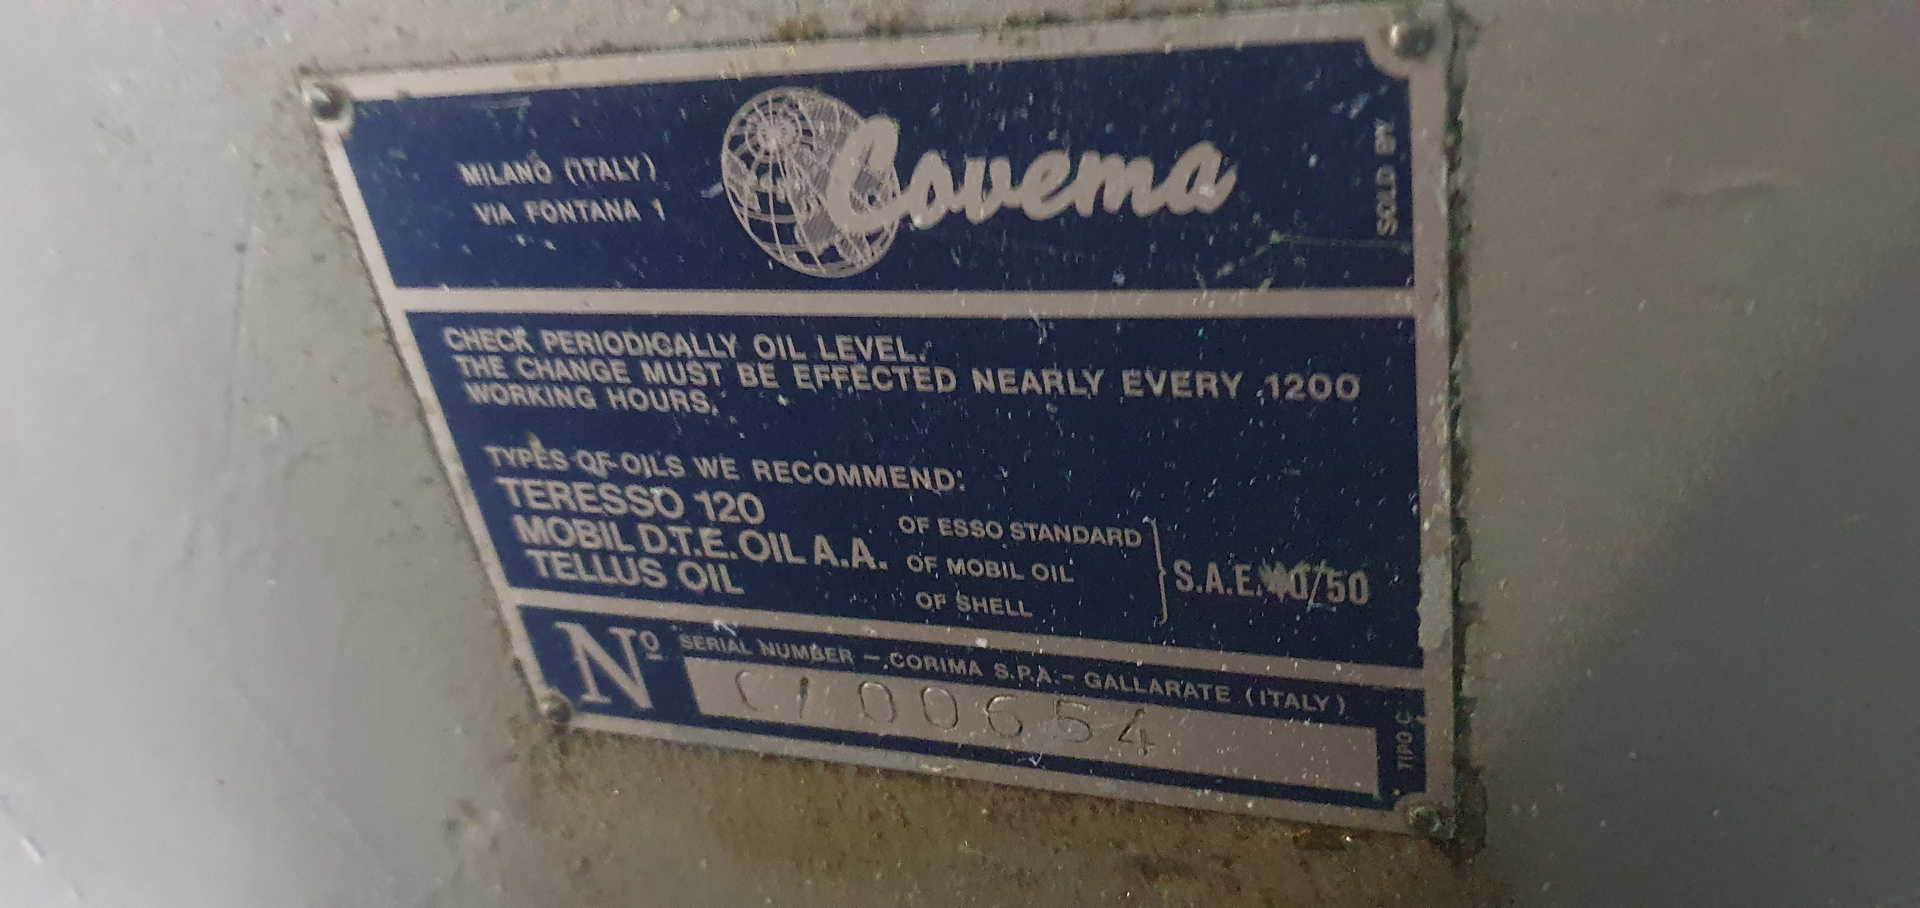 MILANO (ITALY)
VIA FONTANA 1
Covema
SOLD BY
CHECK PERIODICALLY OIL LEVEL.
THE CHANGE MUST BE EFFECTED NEARLY EVERY 1200
WORKING HOURS.
TYPES OF OILS WE RECOMMEND:
TERESSO 120 OF ESSO STANDARD
MOBIL D.T.E. OIL A.A. OF MOBIL OIL
TELLUS OIL OF SHELL
S.A.E.
Nº SERIAL NUMBER - CORIMA S.P.A. - GALLARATE (ITALY)
C100654
TIPO C